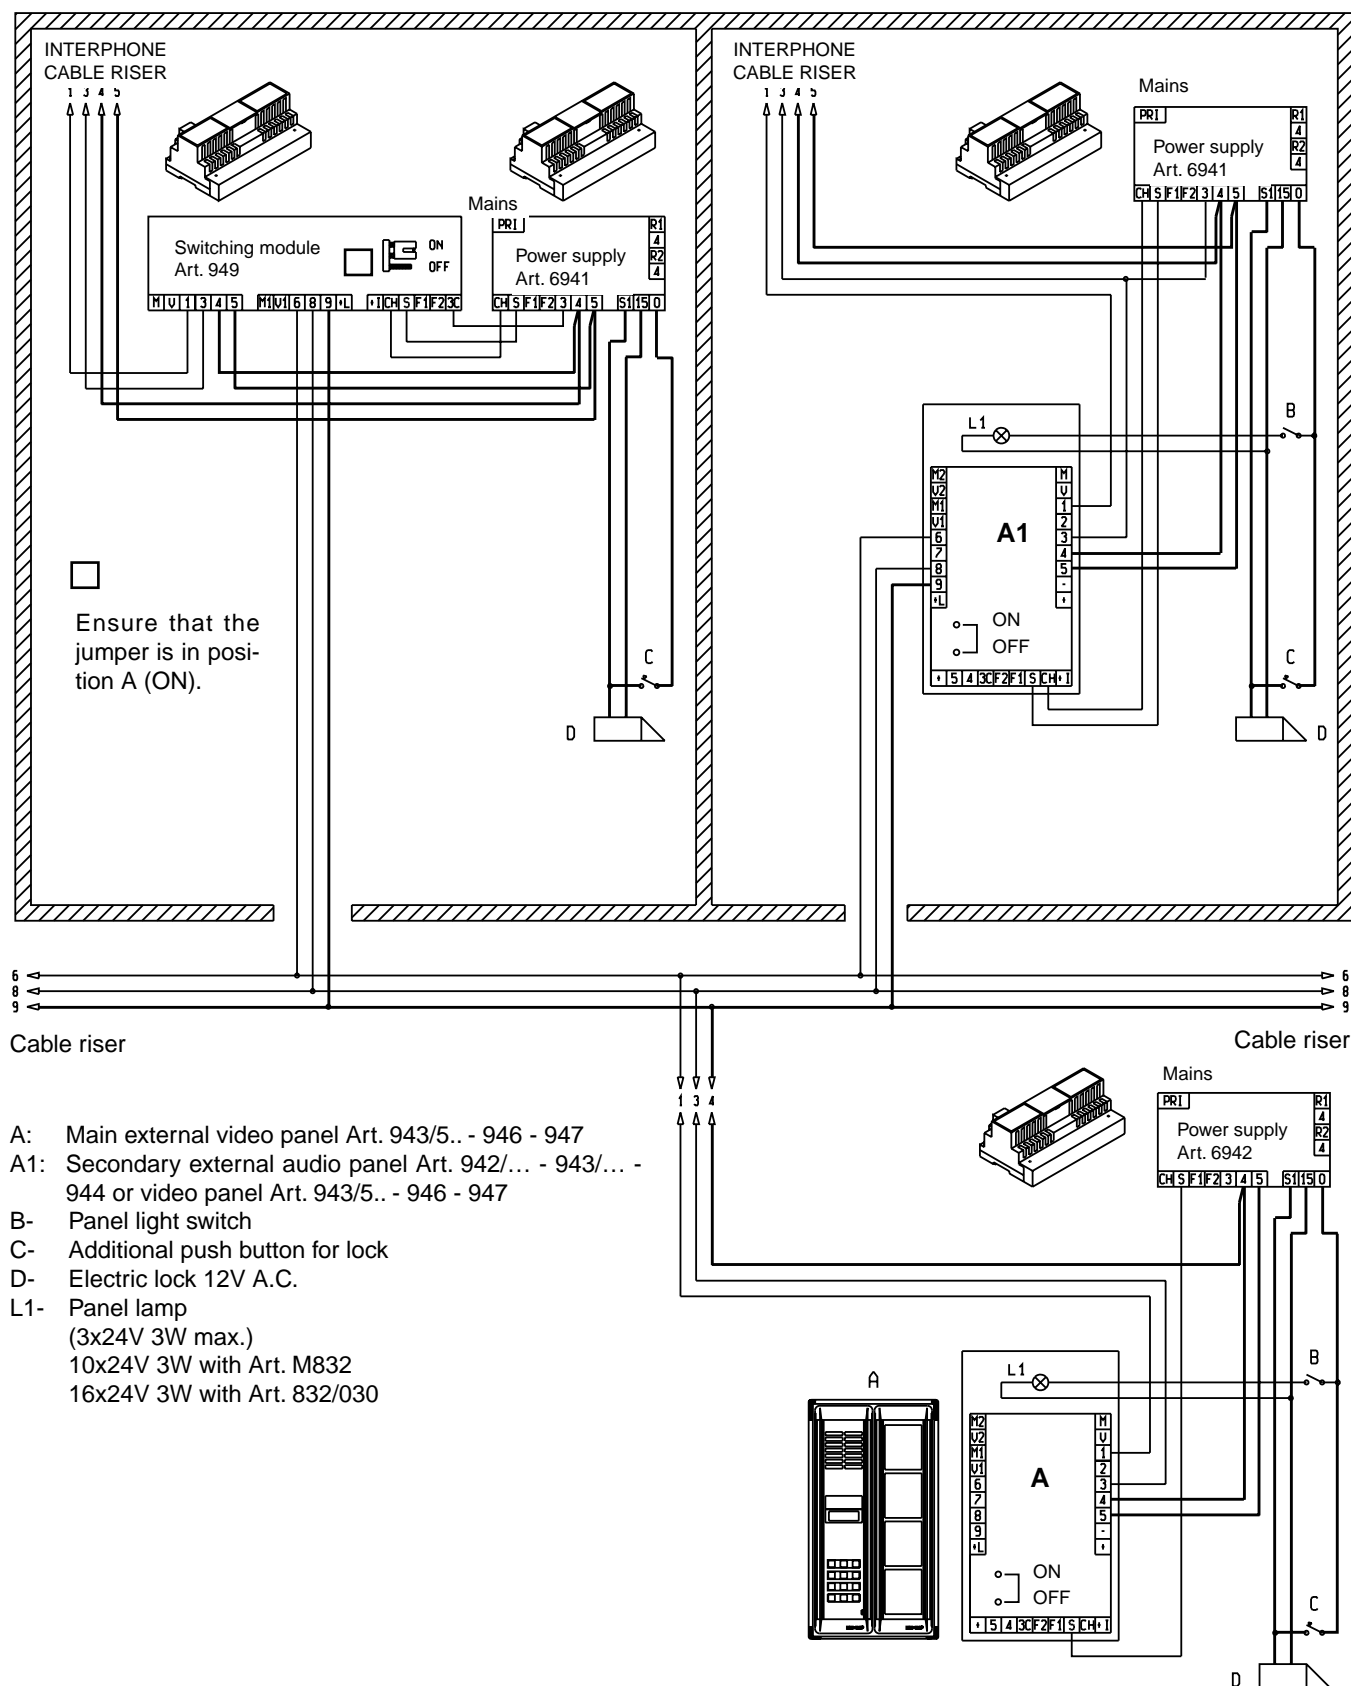 INTERPHONE
CABLE RISER
1 3 4 5
Mains
Switching module
Art. 949
ON
OFF
M V 1 3 4 5 M1 V1 6 8 9 +L +I CH S F1 F2 3C
PRI
Power supply
Art. 6941
R1
4
R2
4
CH S F1 F2 3 4 5 S1 15 0
Ensure that the
jumper is in posi-
tion A (ON).
C
D
INTERPHONE
CABLE RISER
1 3 4 5
Mains
PRI
Power supply
Art. 6941
R1
4
R2
4
CH S F1 F2 3 4 5 S1 15 0
B
L1
M2
V2
M1
V1
6
7
8
9
+L
A1
M
V
1
2
3
4
5
-
+
ON
OFF
+ 5 4 3C F2 F1 S CH +I
C
D
6 6
8 8
9 9
Cable riser
Cable riser
1 3 4
Mains
PRI
Power supply
Art. 6942
R1
4
R2
4
CH S F1 F2 3 4 5 S1 15 0
A: Main external video panel Art. 943/5.. - 946 - 947
A1: Secondary external audio panel Art. 942/… - 943/… -
944 or video panel Art. 943/5.. - 946 - 947
B- Panel light switch
C- Additional push button for lock
D- Electric lock 12V A.C.
L1- Panel lamp
(3x24V 3W max.)
10x24V 3W with Art. M832
16x24V 3W with Art. 832/030
A
L1
B
M2
V2
M1
V1
6
7
8
9
+L
A
M
V
1
2
3
4
5
-
+
ON
OFF
+ 5 4 3C F2 F1 S CH +I
C
D